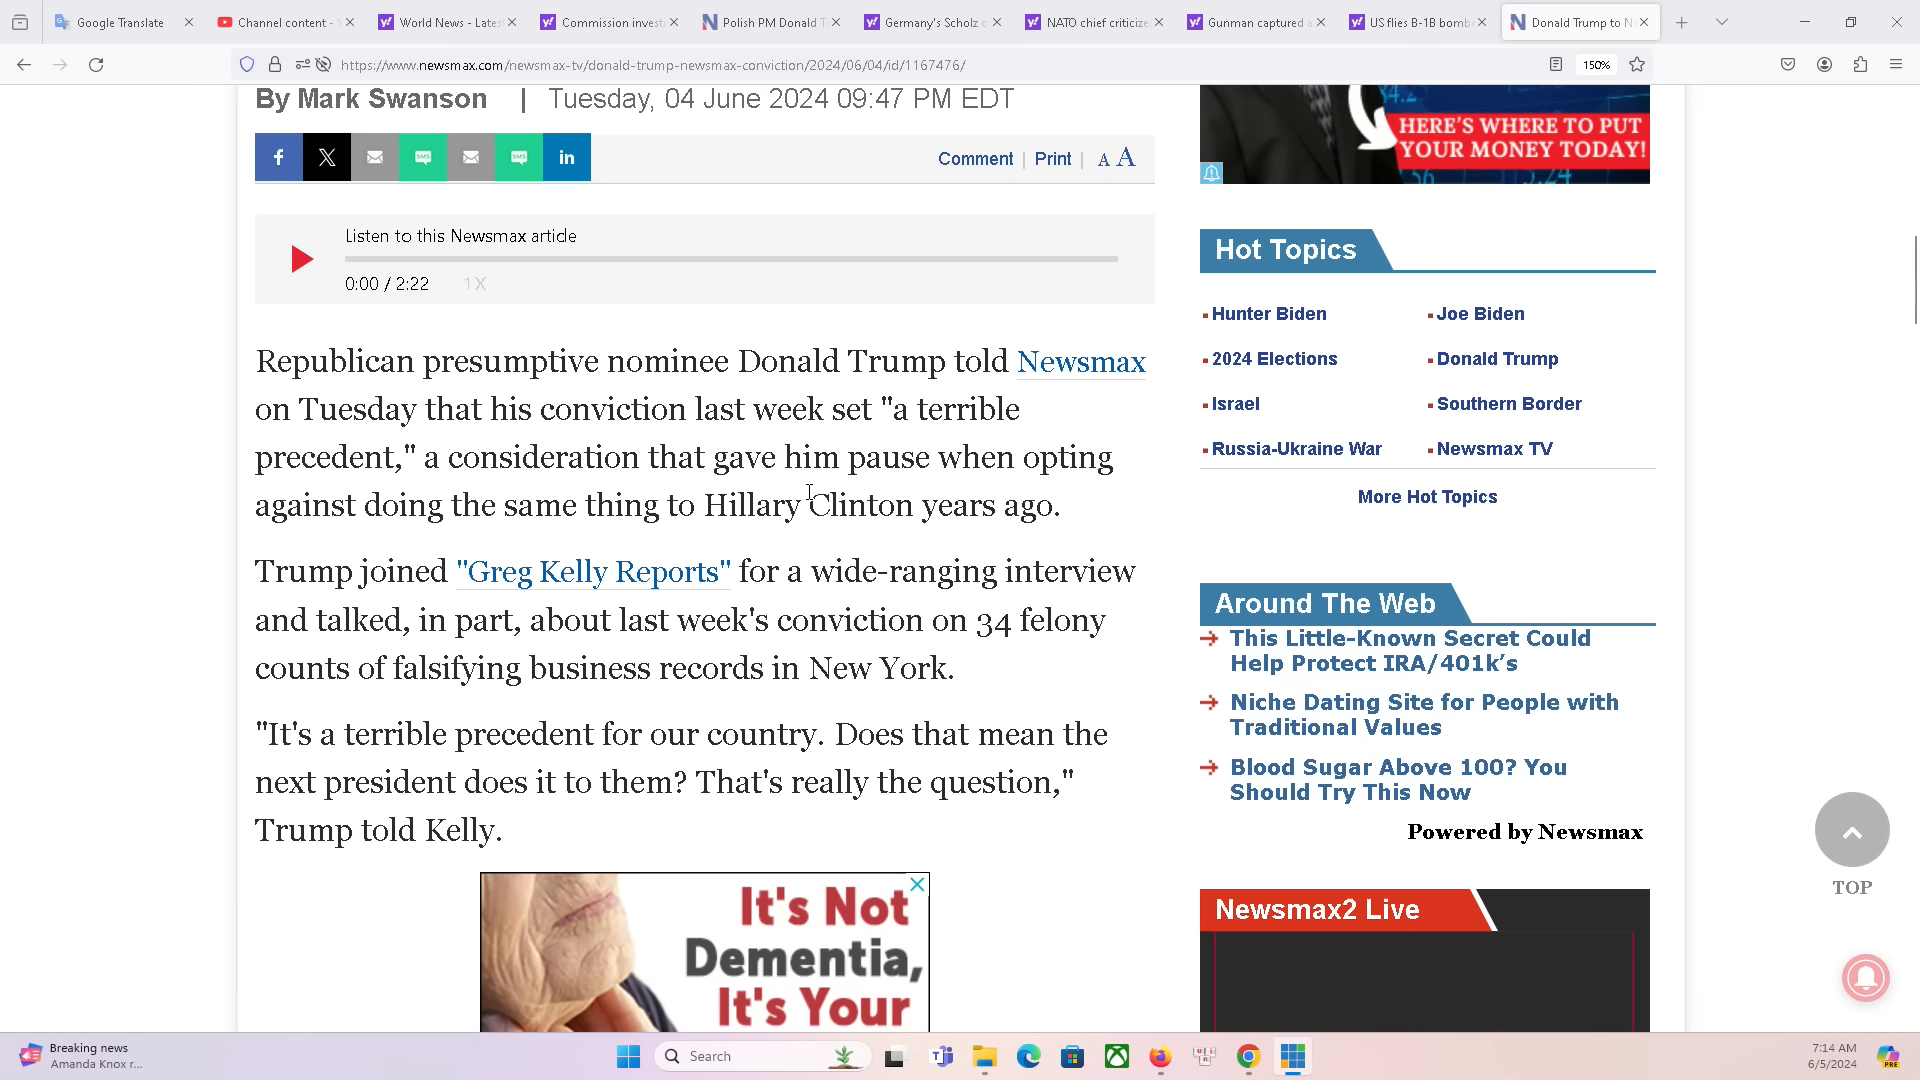 Google Translate
Channel content - Y
World News - Lates
Commission invest
Polish PM Donald T
Germany's Scholz c
NATO chief criticize
Gunman captured a
US flies B-1B bomb
Donald Trump to N
https://www.newsmax.com/newsmax-tv/donald-trump-newsmax-conviction/2024/06/04/id/1167476/
150%
By Mark Swanson | Tuesday, 04 June 2024 09:47 PM EDT
f X SMS SMS in
Comment | Print | A A
Listen to this Newsmax article
0:00 / 2:22 1X
Republican presumptive nominee Donald Trump told Newsmax
on Tuesday that his conviction last week set "a terrible
precedent," a consideration that gave him pause when opting
against doing the same thing to Hillary Clinton years ago.
Trump joined "Greg Kelly Reports" for a wide-ranging interview
and talked, in part, about last week's conviction on 34 felony
counts of falsifying business records in New York.
"It's a terrible precedent for our country. Does that mean the
next president does it to them? That's really the question,"
Trump told Kelly.
It's Not
Dementia,
It's Your
HERE'S WHERE TO PUT
YOUR MONEY TODAY!
Hot Topics
Hunter Biden
Joe Biden
2024 Elections
Donald Trump
Israel
Southern Border
Russia-Ukraine War
Newsmax TV
More Hot Topics
Around The Web
This Little-Known Secret Could
Help Protect IRA/401k's
Niche Dating Site for People with
Traditional Values
Blood Sugar Above 100? You
Should Try This Now
Powered by Newsmax
Newsmax2 Live
TOP
Breaking news
Amanda Knox r...
Search
7:14 AM
6/5/2024